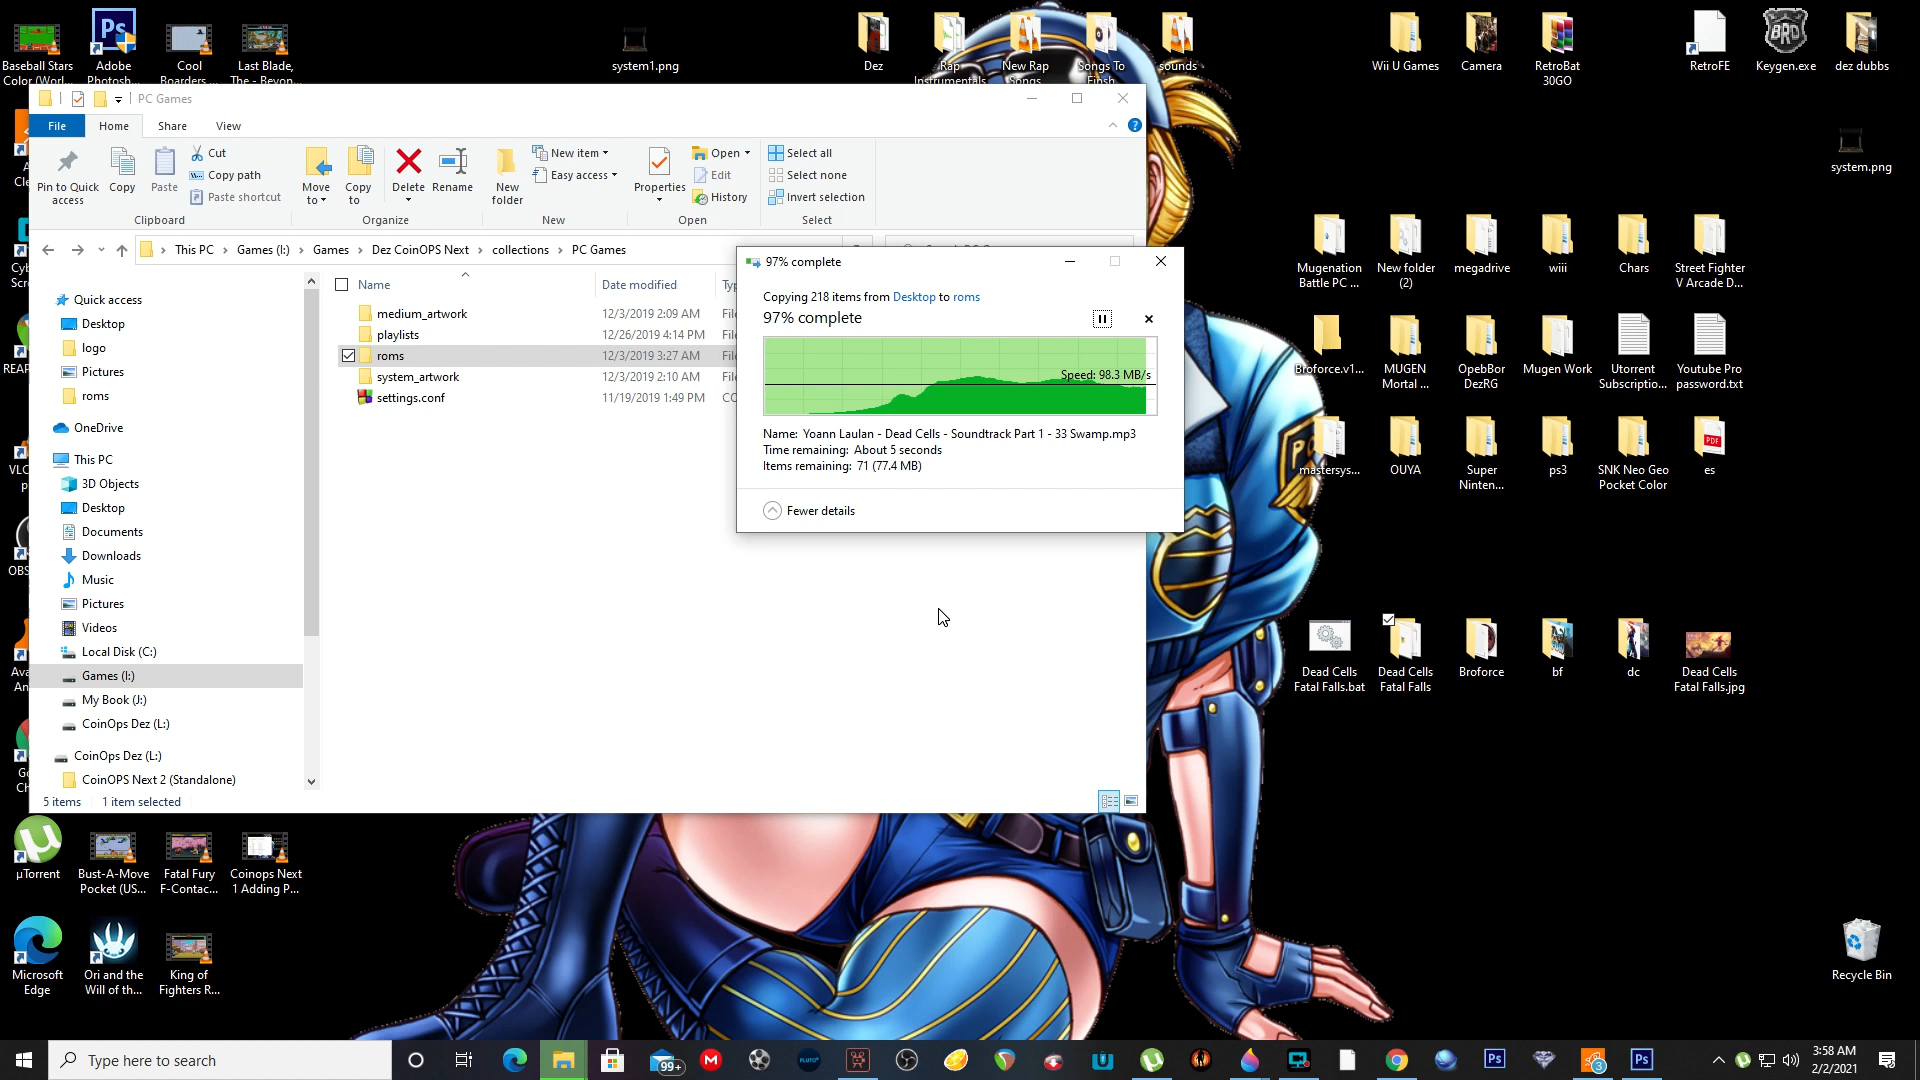 Baseball Stars
Color (Worl...
Adobe
Photosh...
Cool
Boarders ...
Last Blade,
The - Beyon...
system1.png
Dez
Rap
Instrumentals
New Rap
Songs
Songs To
Finsh
sounds
Wii U Games
Camera
RetroBat
30GO
RetroFE
Keygen.exe
dez dubbs
PC Games
File
Home
Share
View
Pin to Quick
access
Copy
Paste
Cut
Copy path
Paste shortcut
Clipboard
Move
to
Copy
to
Delete
Rename
Organize
New
folder
New item
Easy access
New
Properties
Open
Edit
History
Open
Select all
Select none
Invert selection
Select
This PC
Games (I:)
Games
Dez CoinOPS Next
collections
PC Games
Name
Date modified
medium_artwork 12/3/2019 2:09 AM
playlists 12/26/2019 4:14 PM
roms 12/3/2019 3:27 AM
system_artwork 12/3/2019 2:10 AM
settings.conf 11/19/2019 1:49 PM
Quick access
Desktop
logo
Pictures
roms
OneDrive
This PC
3D Objects
Desktop
Documents
Downloads
Music
Pictures
Videos
Local Disk (C:)
Games (I:)
My Book (J:)
CoinOps Dez (L:)
CoinOps Dez (L:)
CoinOPS Next 2 (Standalone)
5 items
1 item selected
97% complete
Copying 218 items from Desktop to roms
97% complete
Speed: 98.3 MB/s
Name: Yoann Laulan - Dead Cells - Soundtrack Part 1 - 33 Swamp.mp3
Time remaining: About 5 seconds
Items remaining: 71 (77.4 MB)
Fewer details
system.png
Mugenation
Battle PC ...
New folder
(2)
megadrive
wiii
Chars
Street Fighter
V Arcade D...
Broforce.v1...
MUGEN
Mortal ...
OpebBor
DezRG
Mugen Work
Utorrent
Subscriptio...
Youtube Pro
password.txt
mastersys...
OUYA
Super
Ninten...
ps3
SNK Neo Geo
Pocket Color
PDF
es
Dead Cells
Fatal Falls.bat
Dead Cells
Fatal Falls
Broforce
bf
dc
Dead Cells
Fatal Falls.jpg
µTorrent
Bust-A-Move
Pocket (US...
Fatal Fury
F-Contac...
Coinops Next
1 Adding P...
Microsoft
Edge
Ori and the
Will of th...
King of
Fighters R...
Recycle Bin
Type here to search
99+
3
3:58 AM
2/2/2021